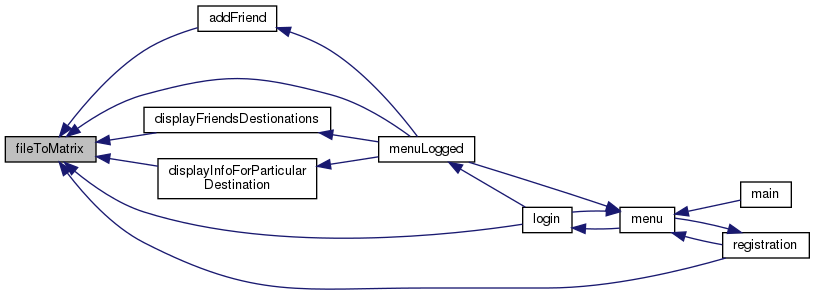 addFriend
fileToMatrix
displayFriendsDestionations
menuLogged
displayInfoForParticular
Destination
login
menu
main
registration